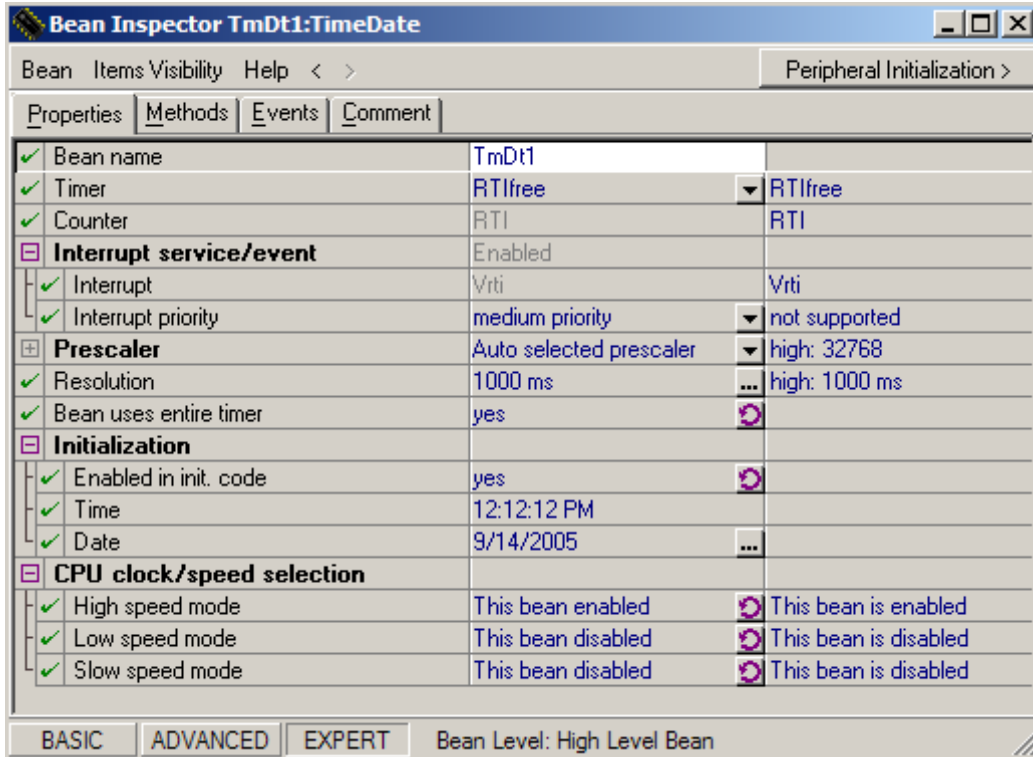 Bean Inspector TmDt1:TimeDate
Bean Items Visibility Help < > Peripheral Initialization >
Properties Methods Events Comment
Bean name TmDt1
Timer RTIfree RTIfree
Counter RTI RTI
Interrupt service/event Enabled
Interrupt Vrti Vrti
Interrupt priority medium priority not supported
Prescaler Auto selected prescaler high: 32768
Resolution 1000 ms ... high: 1000 ms
Bean uses entire timer yes
Initialization
Enabled in init. code yes
Time 12:12:12 PM
Date 9/14/2005 ...
CPU clock/speed selection
High speed mode This bean enabled This bean is enabled
Low speed mode This bean disabled This bean is disabled
Slow speed mode This bean disabled This bean is disabled
BASIC ADVANCED EXPERT Bean Level: High Level Bean